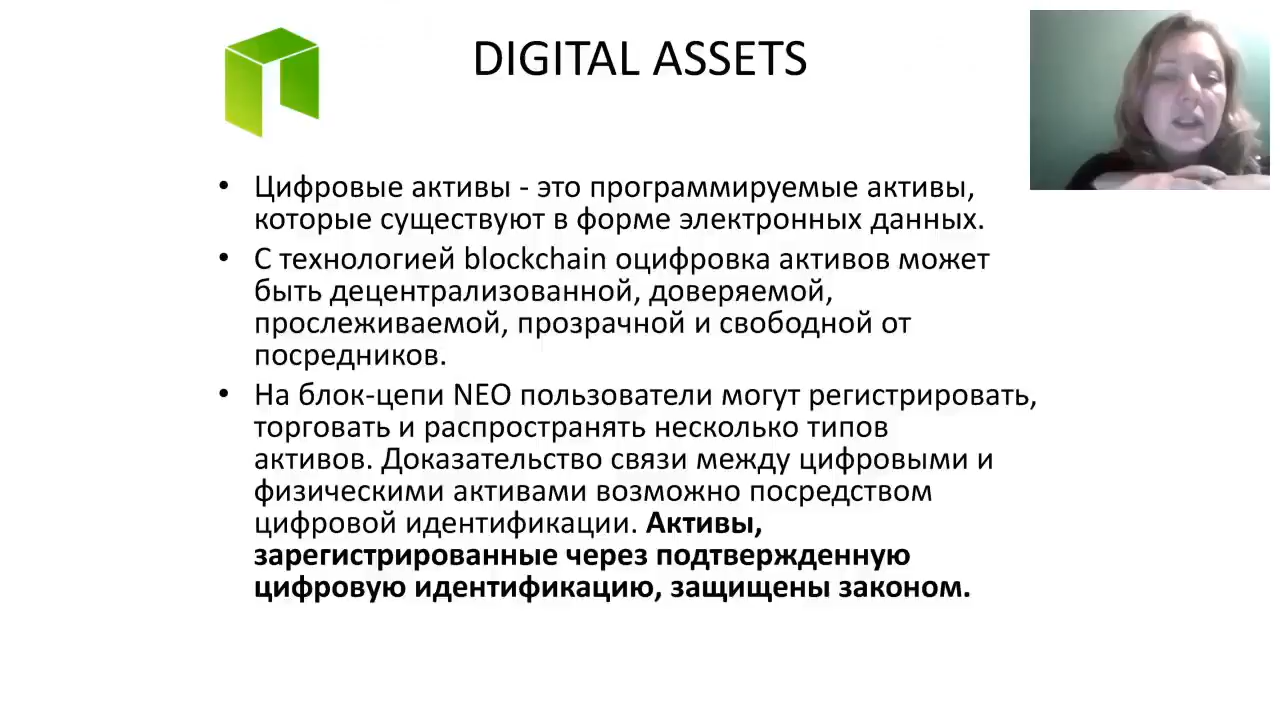 DIGITAL ASSETS
• Цифровые активы - это программируемые активы,
которые существуют в форме электронных данных.
• С технологией blockchain оцифровка активов может
быть децентрализованной, доверяемой,
прослеживаемой, прозрачной и свободной от
посредников.
• На блок-цепи NEO пользователи могут регистрировать,
торговать и распространять несколько типов
активов. Доказательство связи между цифровыми и
физическими активами возможно посредством
цифровой идентификации. Активы,
зарегистрированные через подтвержденную
цифровую идентификацию, защищены законом.